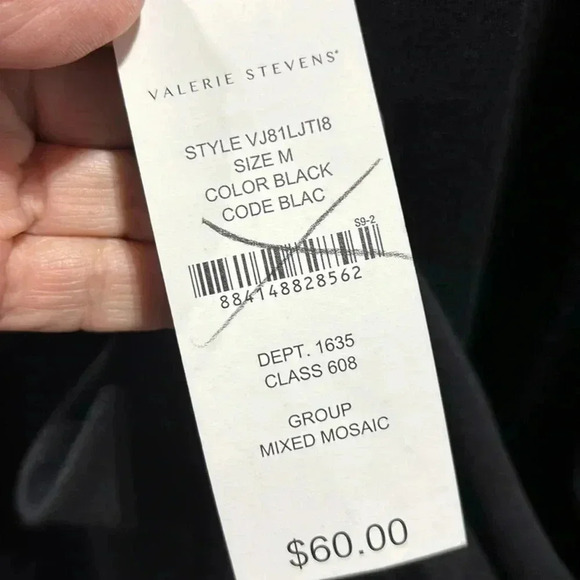 VALERIE STEVENS®
STYLE VJ81LJTI8
SIZE M
COLOR BLACK
CODE BLAC
S9-2
884148828562
DEPT. 1635
CLASS 608
GROUP
MIXED MOSAIC
$60.00